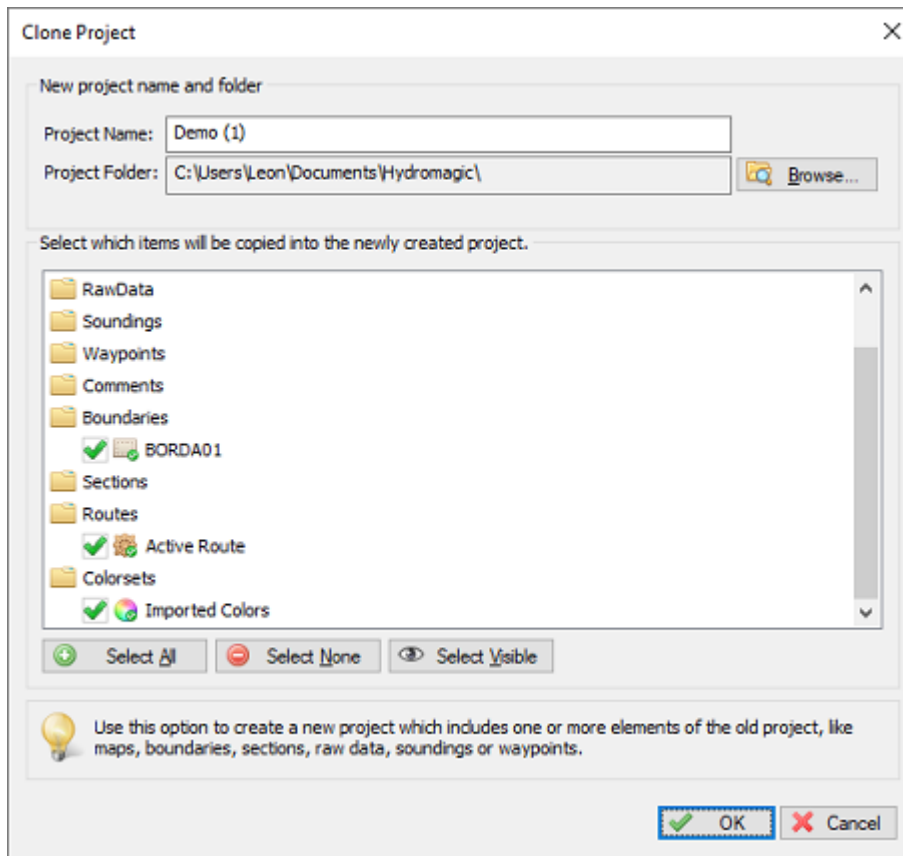 Clone Project
New project name and folder
Project Name: Demo (1)
Project Folder: C:\Users\Leon\Documents\Hydromagic\ Browse...
Select which items will be copied into the newly created project.
RawData
Soundings
Waypoints
Comments
Boundaries
BORDA01
Sections
Routes
Active Route
Colorsets
Imported Colors
Select All Select None Select Visible
Use this option to create a new project which includes one or more elements of the old project, like
maps, boundaries, sections, raw data, soundings or waypoints.
OK Cancel